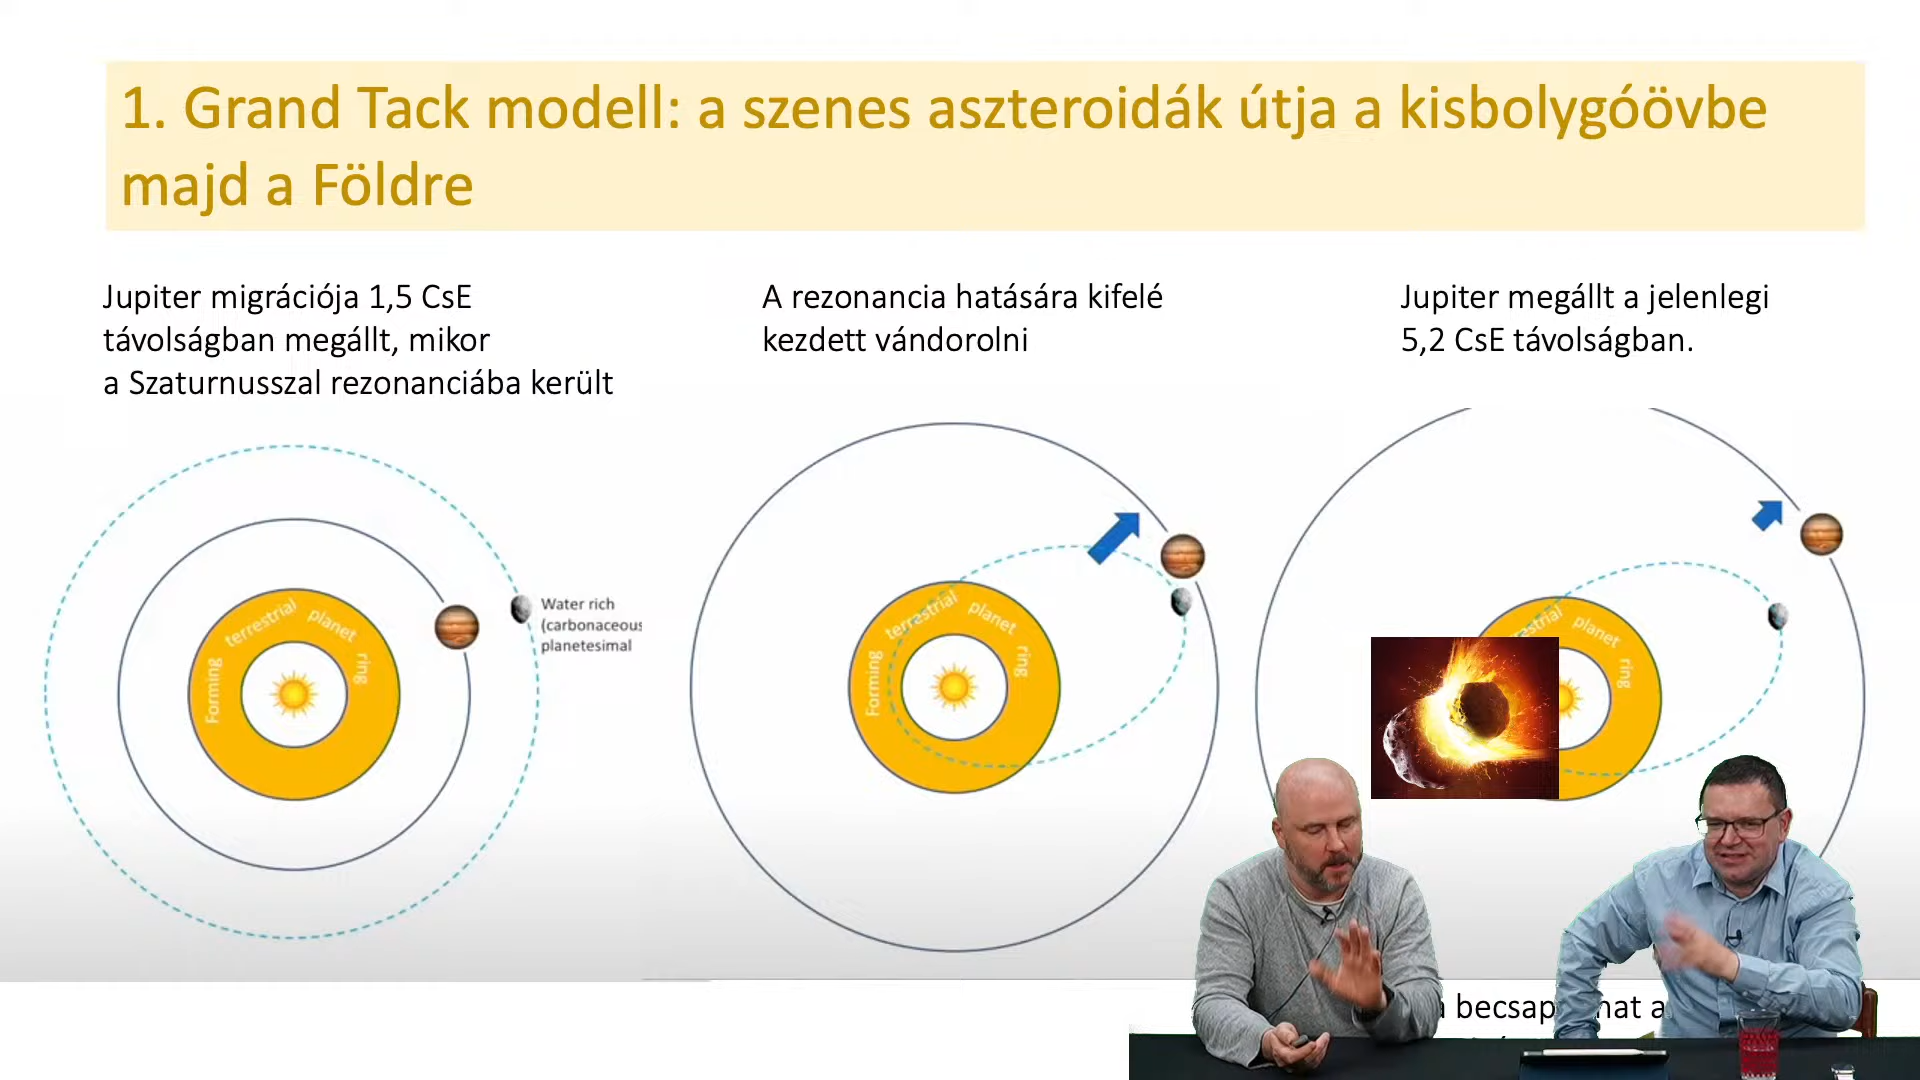 1. Grand Tack modell: a szenes aszteroidák útja a kisbolygóövbe
majd a Földre
Jupiter migrációja 1,5 CsE
távolságban megállt, mikor
a Szaturnusszal rezonanciába került
A rezonancia hatására kifelé
kezdett vándorolni
Jupiter megállt a jelenlegi
5,2 CsE távolságban.
Forming terrestrial planet ring
Water rich
(carbonaceous
planetesimal
Forming terrestrial planet ring
planet ring